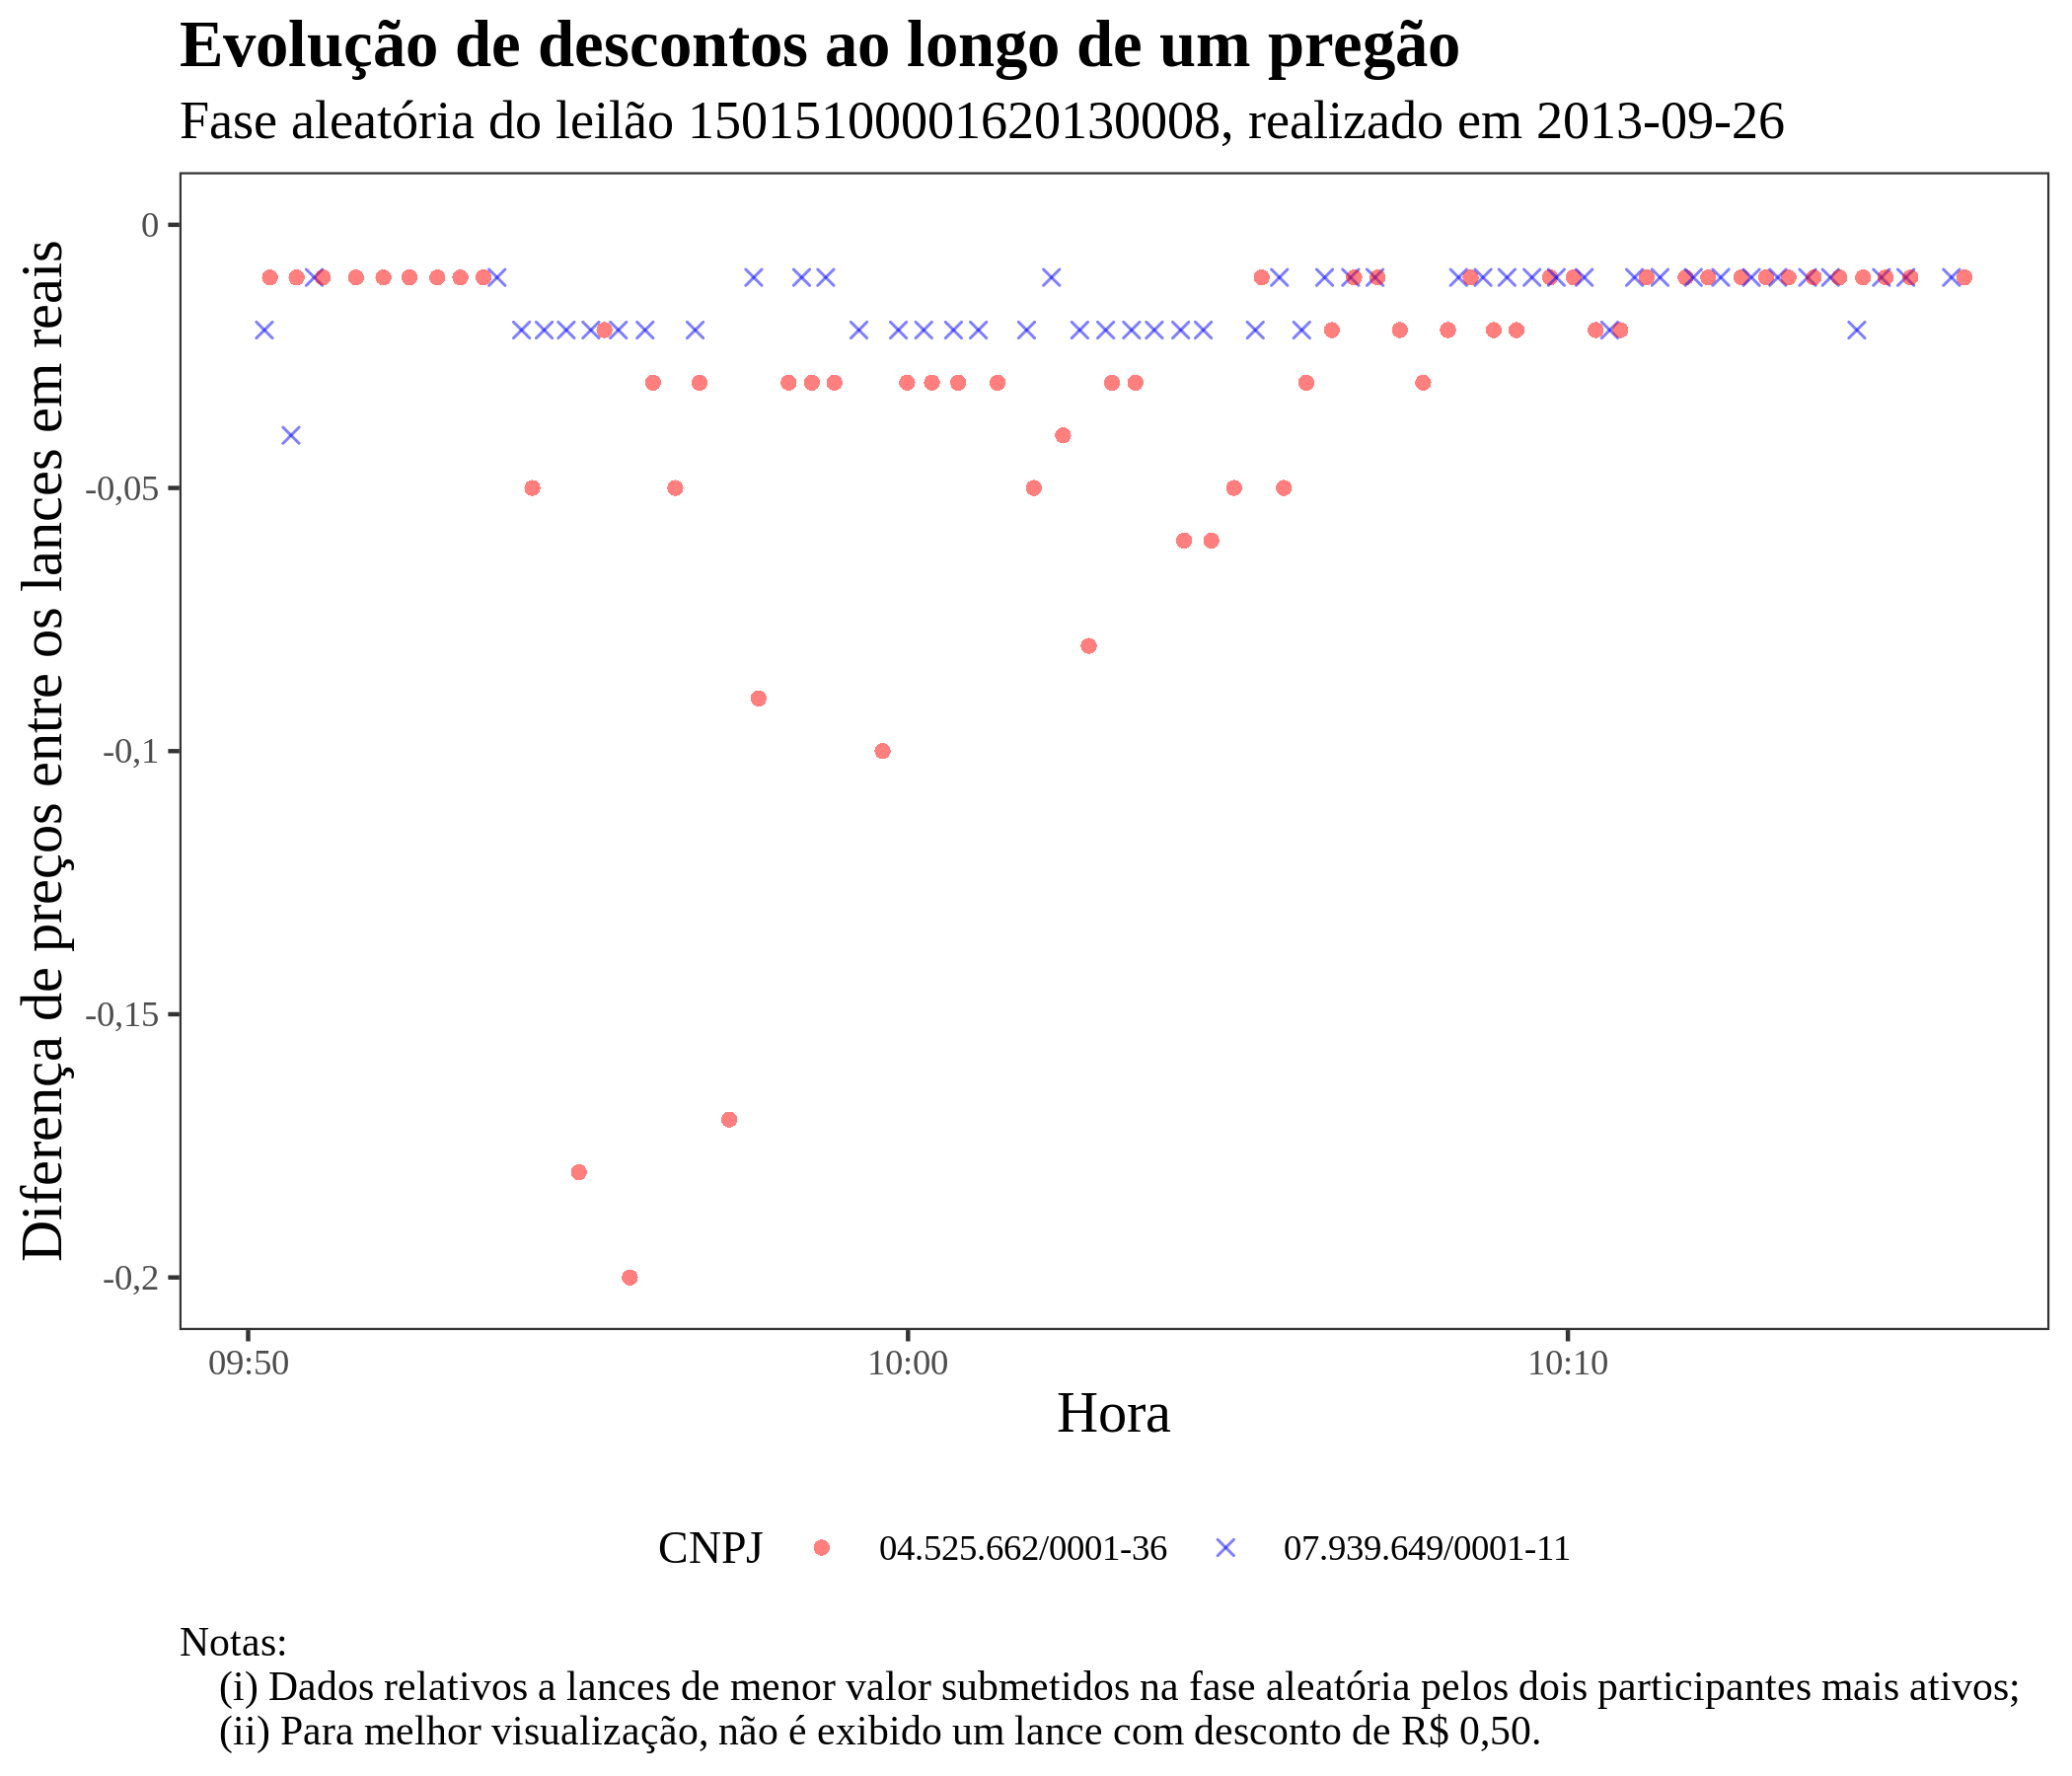 Evolução de descontos ao longo de um pregão
Fase aleatória do leilão 15015100001620130008, realizado em 2013-09-26
Diferença de preços entre os lances em reais
0
-0,05
-0,1
-0,15
-0,2
09:50
10:00
10:10
Hora
CNPJ 04.525.662/0001-36 07.939.649/0001-11
Notas:
(i) Dados relativos a lances de menor valor submetidos na fase aleatória pelos dois participantes mais ativos;
(ii) Para melhor visualização, não é exibido um lance com desconto de R$ 0,50.